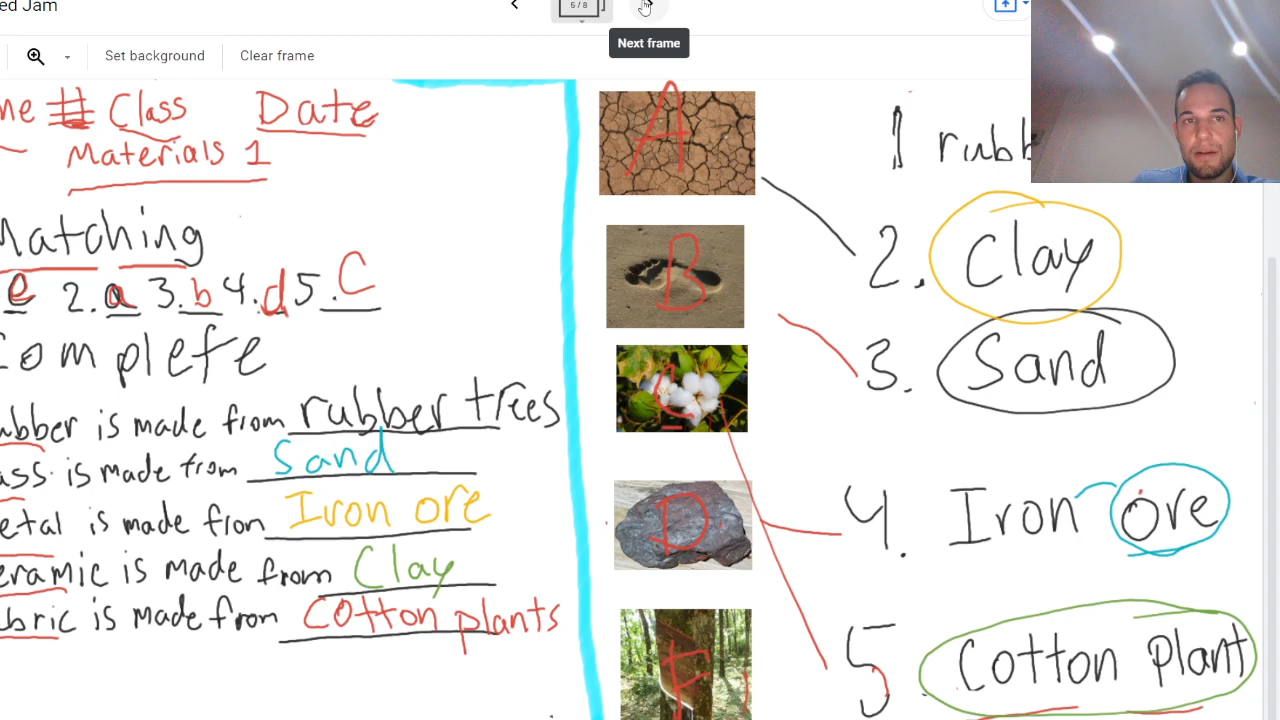 ed Jam
5 / 8
Next frame
Set background
Clear frame
me # Class Date
Materials 1
Matching
e 2. a 3. b 4. d 5. C
Complete
ubber is made from rubber trees
ass is made from Sand
etal is made from Iron ore
eramic is made from Clay
bric is made from Cotton plants
A
B
C
D
1 rubb
2. Clay
3. Sand
4. Iron ore
5. Cotton Plant